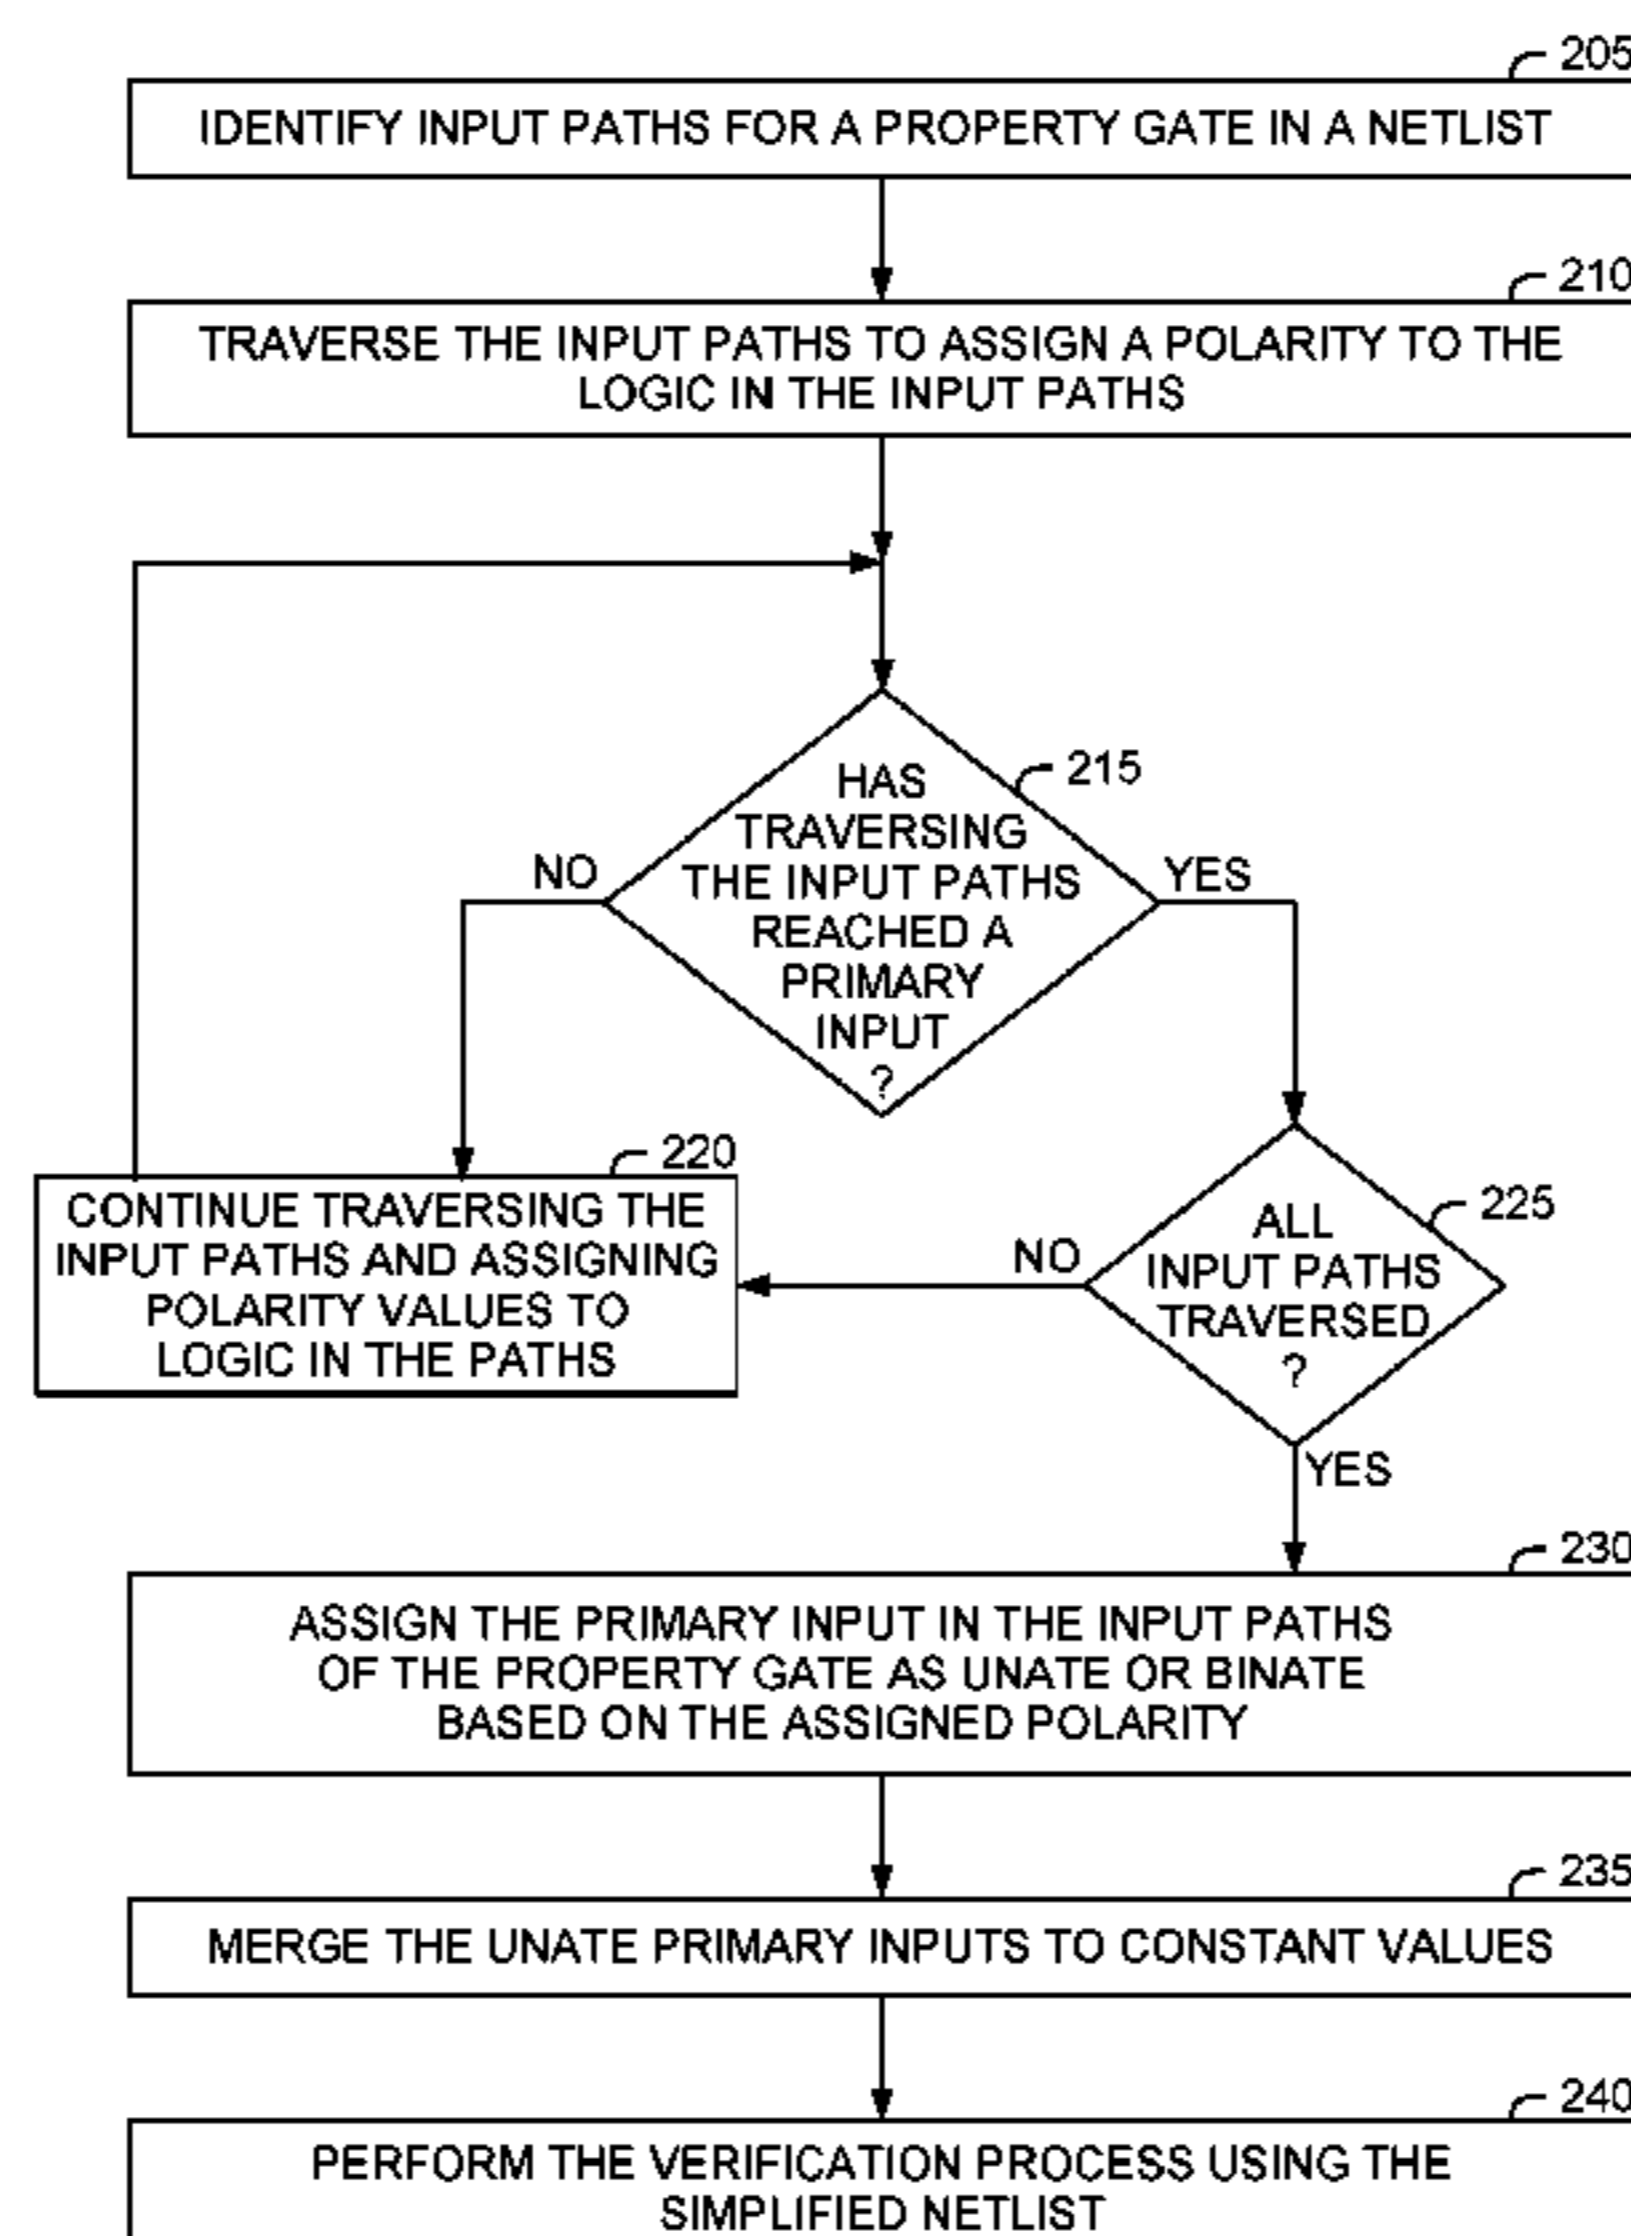 205
IDENTIFY INPUT PATHS FOR A PROPERTY GATE IN A NETLIST
210
TRAVERSE THE INPUT PATHS TO ASSIGN A POLARITY TO THE
LOGIC IN THE INPUT PATHS
215
HAS
TRAVERSING
THE INPUT PATHS
REACHED A
PRIMARY
INPUT
?
NO
YES
220
CONTINUE TRAVERSING THE
INPUT PATHS AND ASSIGNING
POLARITY VALUES TO
LOGIC IN THE PATHS
225
ALL
INPUT PATHS
TRAVERSED
?
NO
YES
230
ASSIGN THE PRIMARY INPUT IN THE INPUT PATHS
OF THE PROPERTY GATE AS UNATE OR BINATE
BASED ON THE ASSIGNED POLARITY
235
MERGE THE UNATE PRIMARY INPUTS TO CONSTANT VALUES
240
PERFORM THE VERIFICATION PROCESS USING THE
SIMPLIFIED NETLIST